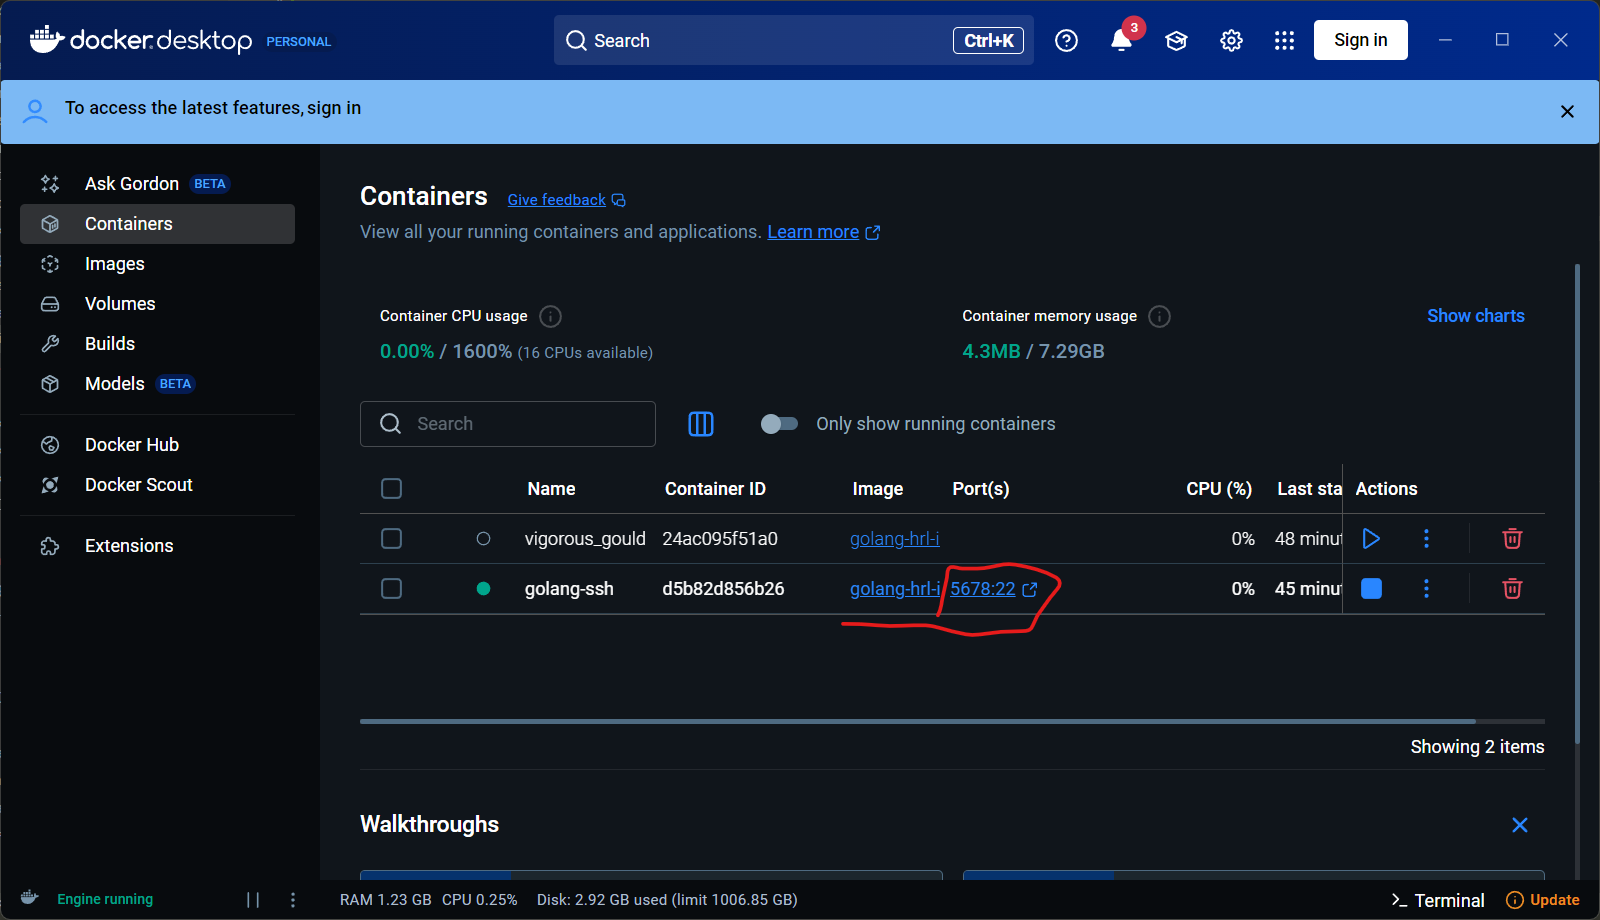 docker.desktop PERSONAL
Search Ctrl+K
3
Sign in
To access the latest features, sign in
Ask Gordon BETA
Containers
Images
Volumes
Builds
Models BETA
Docker Hub
Docker Scout
Extensions
Containers Give feedback
View all your running containers and applications. Learn more
Container CPU usage
0.00% / 1600% (16 CPUs available)
Container memory usage
4.3MB / 7.29GB
Show charts
Search
Only show running containers
Name Container ID Image Port(s) CPU (%) Last sta Actions
vigorous_gould 24ac095f51a0 golang-hrl-i 0% 48 minut
golang-ssh d5b82d856b26 golang-hrl-i 5678:22 0% 45 minut
Showing 2 items
Walkthroughs
Engine running
RAM 1.23 GB CPU 0.25% Disk: 2.92 GB used (limit 1006.85 GB)
>_ Terminal
Update